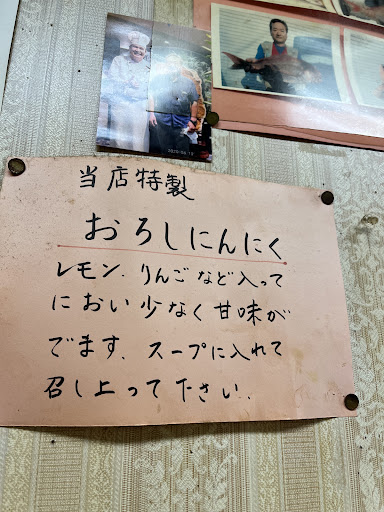 当店特製
おろしにんにく
レモン、りんごなど入って
におい少なく甘味が
でます、スープに入れて
召し上って下さい、